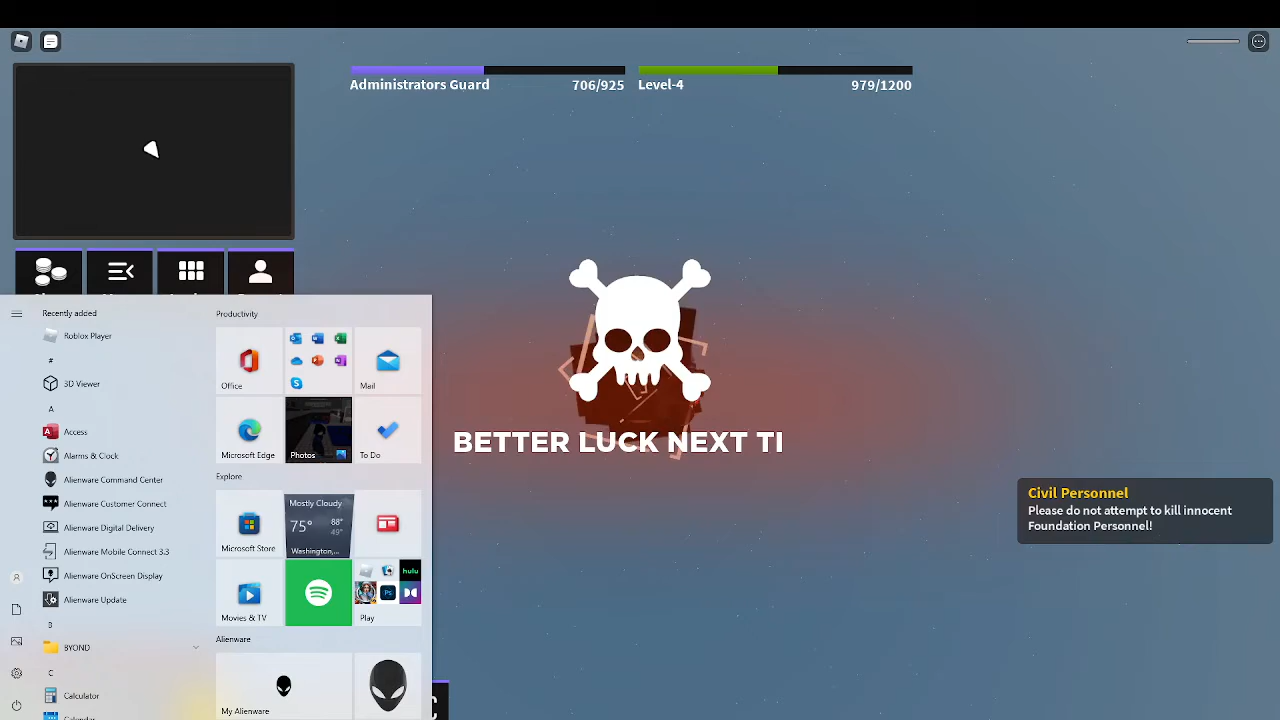 Administrators Guard
706/925
Level-4
979/1200
Recently added
Roblox Player
#
3D Viewer
A
Access
Alarms & Clock
Alienware Command Center
Alienware Customer Connect
Alienware Digital Delivery
Alienware Mobile Connect 3.3
Alienware OnScreen Display
Alienware Update
B
BYOND
C
Calculator
Calendar
Productivity
Office
Mail
Microsoft Edge
Photos
To Do
Explore
Microsoft Store
Mostly Cloudy
75°
88°
49°
Washington,...
Movies & TV
hulu
Ps
Play
Alienware
My Alienware
BETTER LUCK NEXT TI
Civil Personnel
Please do not attempt to kill innocent
Foundation Personnel!